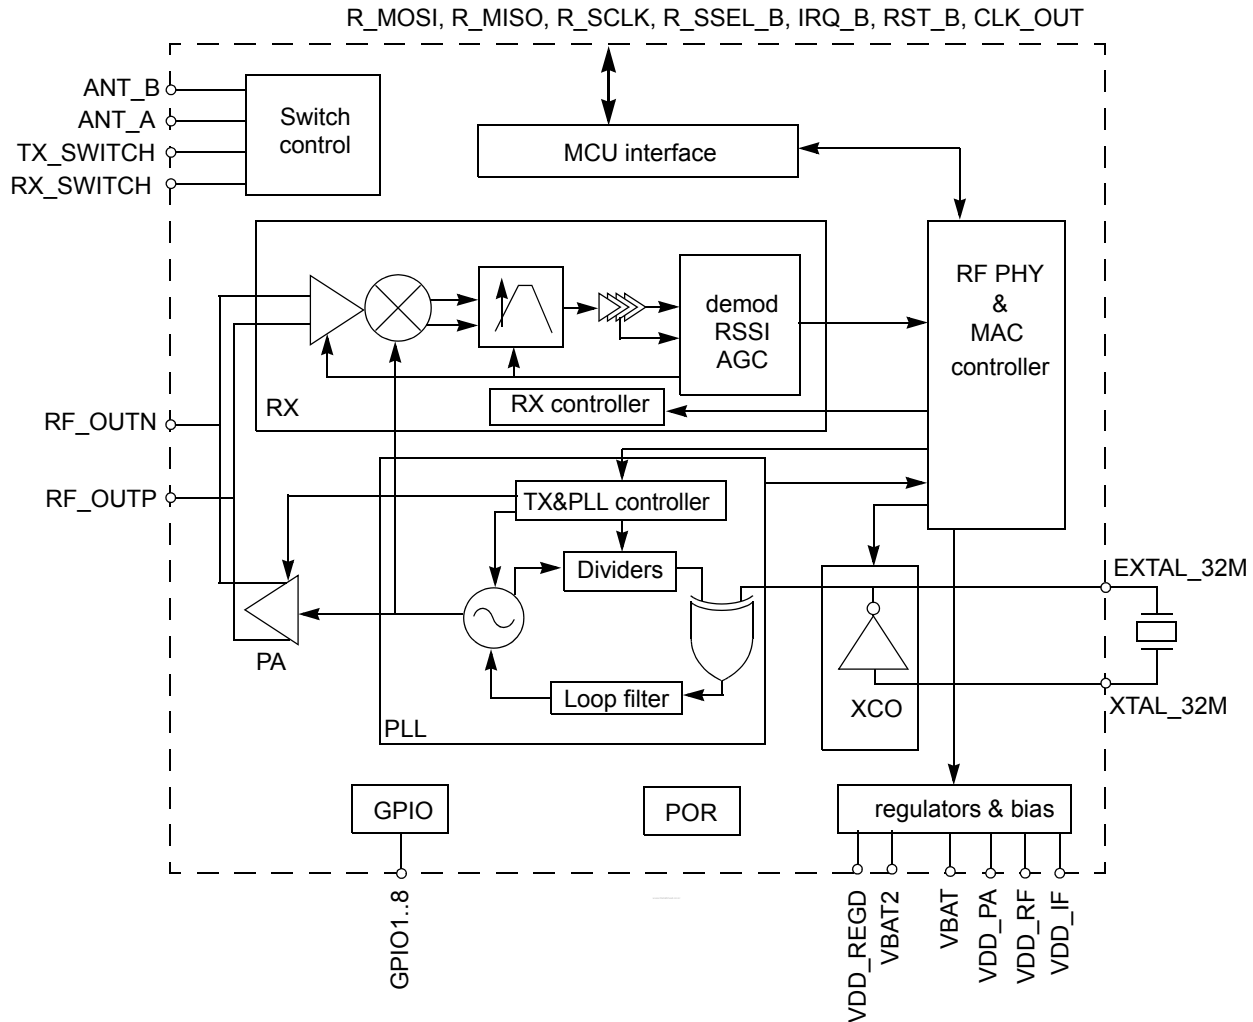 R_MOSI, R_MISO, R_SCLK, R_SSEL_B, IRQ_B, RST_B, CLK_OUT
ANT_B
ANT_A
TX_SWITCH
RX_SWITCH
Switch
control
MCU interface
RF PHY
&
MAC
controller
demod
RSSI
AGC
RX controller
RX
RF_OUTN
RF_OUTP
TX&PLL controller
Dividers
Loop filter
PLL
PA
XCO
EXTAL_32M
XTAL_32M
GPIO
POR
regulators & bias
GPIO1..8
VDD_REGD
VBAT2
VBAT
VDD_PA
VDD_RF
VDD_IF